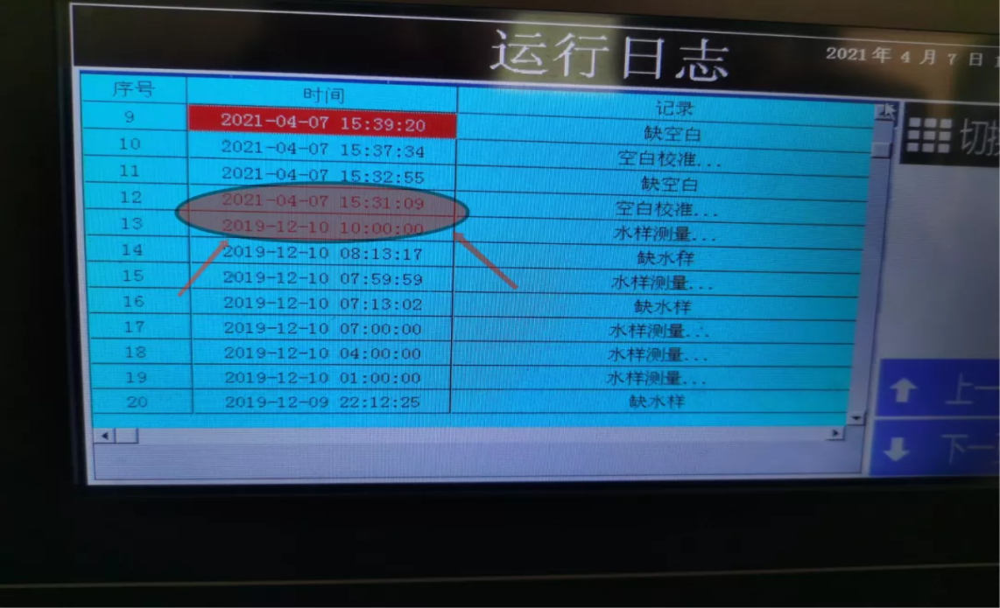 运行日志
2021年4月7日
序号 时间 记录
9 2021-04-07 15:39:20 缺空白
10 2021-04-07 15:37:34 空白校准...
11 2021-04-07 15:32:55 缺空白
12 2021-04-07 15:31:09 空白校准...
13 2019-12-10 10:00:00 水样测量...
14 2019-12-10 08:13:17 缺水样
15 2019-12-10 07:59:59 水样测量...
16 2019-12-10 07:13:02 缺水样
17 2019-12-10 07:00:00 水样测量...
18 2019-12-10 04:00:00 水样测量...
19 2019-12-10 01:00:00 水样测量...
20 2019-12-09 22:12:25 缺水样
切
上一
下一